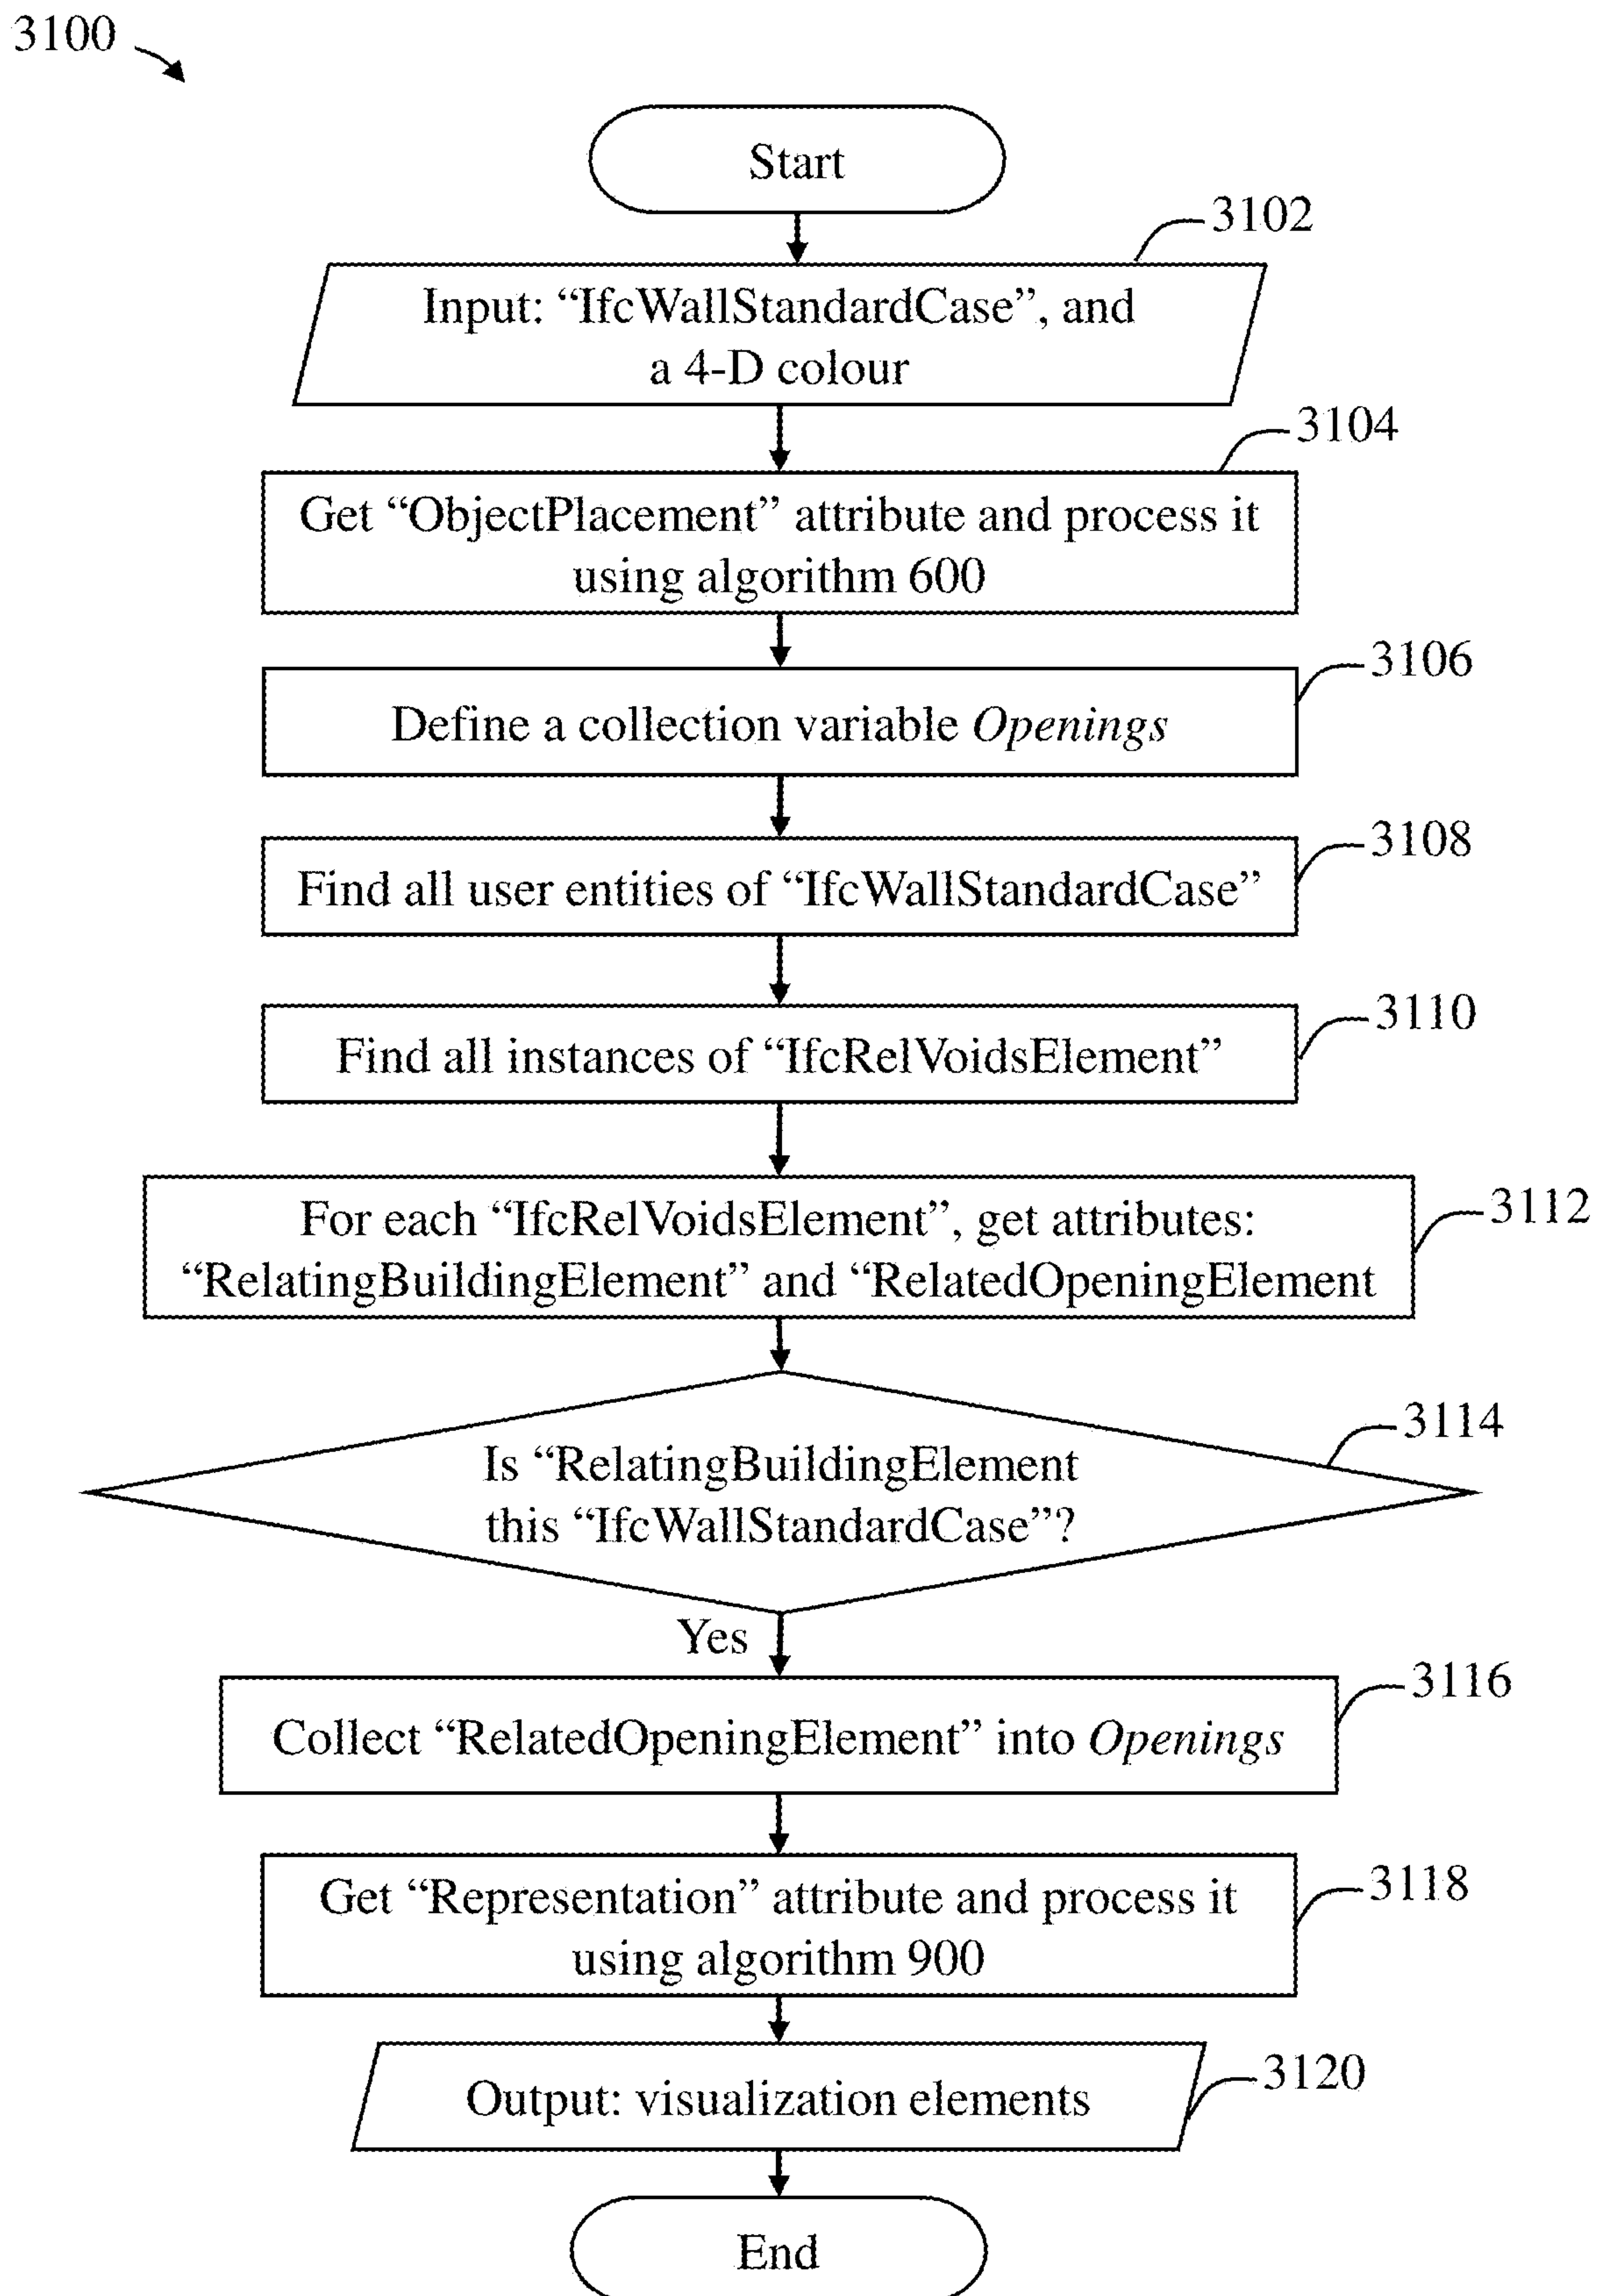 3100
Start
3102
Input: “IfcWallStandardCase”, and
a 4-D colour
3104
Get “ObjectPlacement” attribute and process it
using algorithm 600
3106
Define a collection variable Openings
3108
Find all user entities of “IfcWallStandardCase”
3110
Find all instances of “IfcRelVoidsElement”
3112
For each “IfcRelVoidsElement”, get attributes:
“RelatingBuildingElement” and “RelatedOpeningElement
3114
Is “RelatingBuildingElement
this “IfcWallStandardCase”?
Yes
3116
Collect “RelatedOpeningElement” into Openings
3118
Get “Representation” attribute and process it
using algorithm 900
3120
Output: visualization elements
End